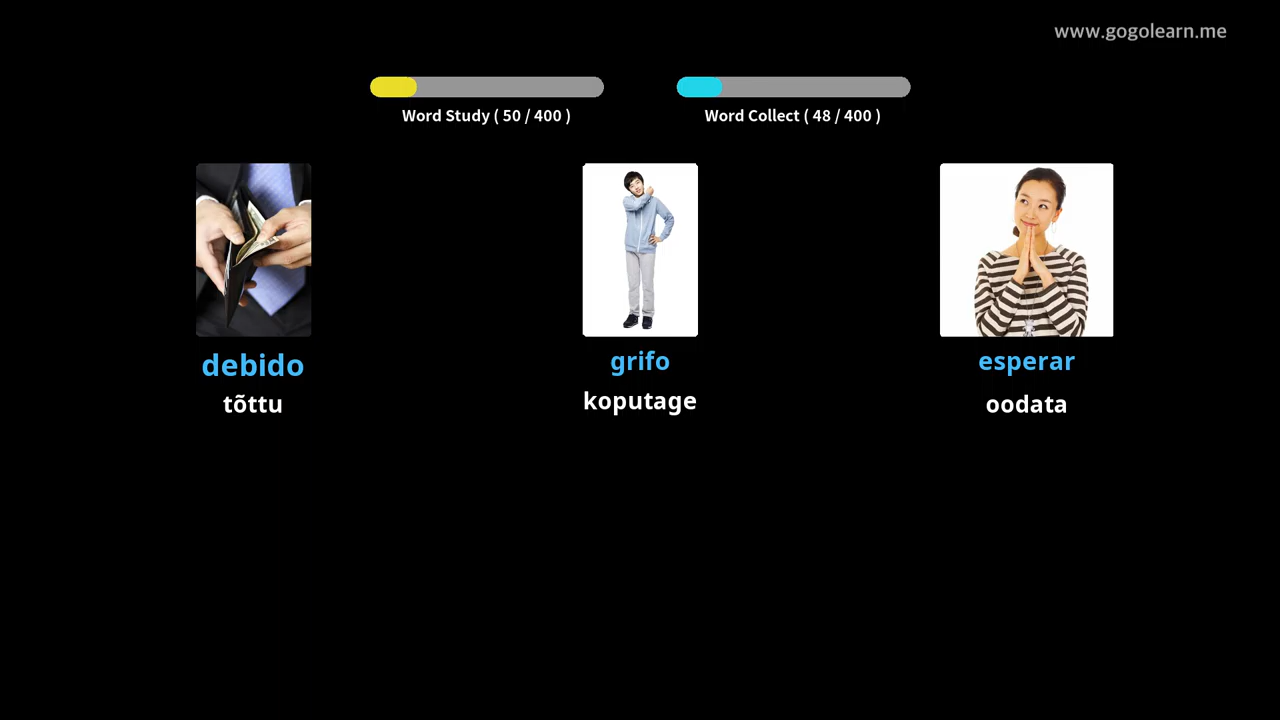 www.gogolearn.me
Word Study ( 50 / 400 )
Word Collect ( 48 / 400 )
debido
tõttu
grifo
koputage
esperar
oodata